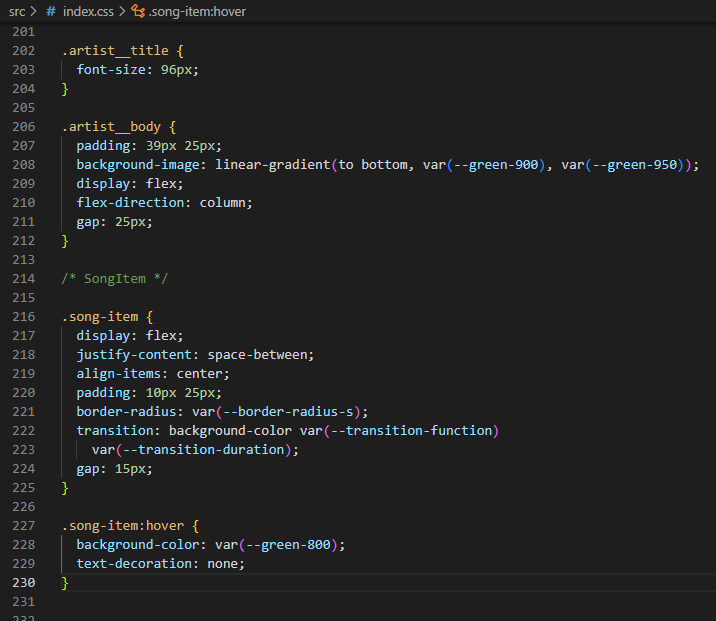 src > # index.css > .song-item:hover
201
202 .artist__title {
203   font-size: 96px;
204 }
205
206 .artist__body {
207   padding: 39px 25px;
208   background-image: linear-gradient(to bottom, var(--green-900), var(--green-950));
209   display: flex;
210   flex-direction: column;
211   gap: 25px;
212 }
213
214 /* SongItem */
215
216 .song-item {
217   display: flex;
218   justify-content: space-between;
219   align-items: center;
220   padding: 10px 25px;
221   border-radius: var(--border-radius-s);
222   transition: background-color var(--transition-function)
223     var(--transition-duration);
224   gap: 15px;
225 }
226
227 .song-item:hover {
228   background-color: var(--green-800);
229   text-decoration: none;
230 }
231
232